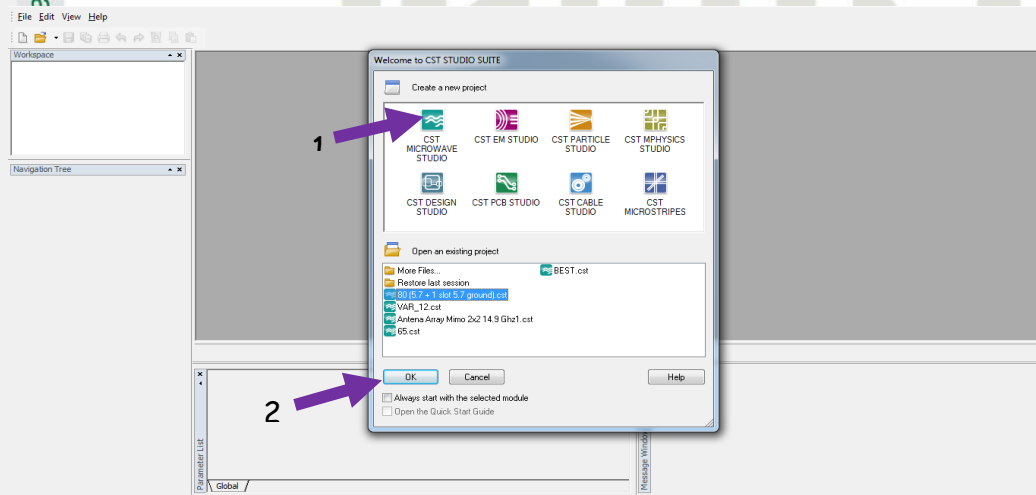 File Edit View Help
Workspace
Navigation Tree
Welcome to CST STUDIO SUITE
Create a new project
1
CST MICROWAVE STUDIO
CST EM STUDIO
CST PARTICLE STUDIO
CST MPHYSICS STUDIO
CST DESIGN STUDIO
CST PCB STUDIO
CST CABLE STUDIO
CST MICROSTRIPES
Open an existing project
More Files...
BEST.cst
Restore last session
80 (5.7 + 1 slot 5.7 ground).cst
VAR_12.cst
Antena Array Mimo 2x2 14.9 Ghz1.cst
65.cst
OK Cancel Help
2
Always start with the selected module
Open the Quick Start Guide
Parameter List
Global
Message Window